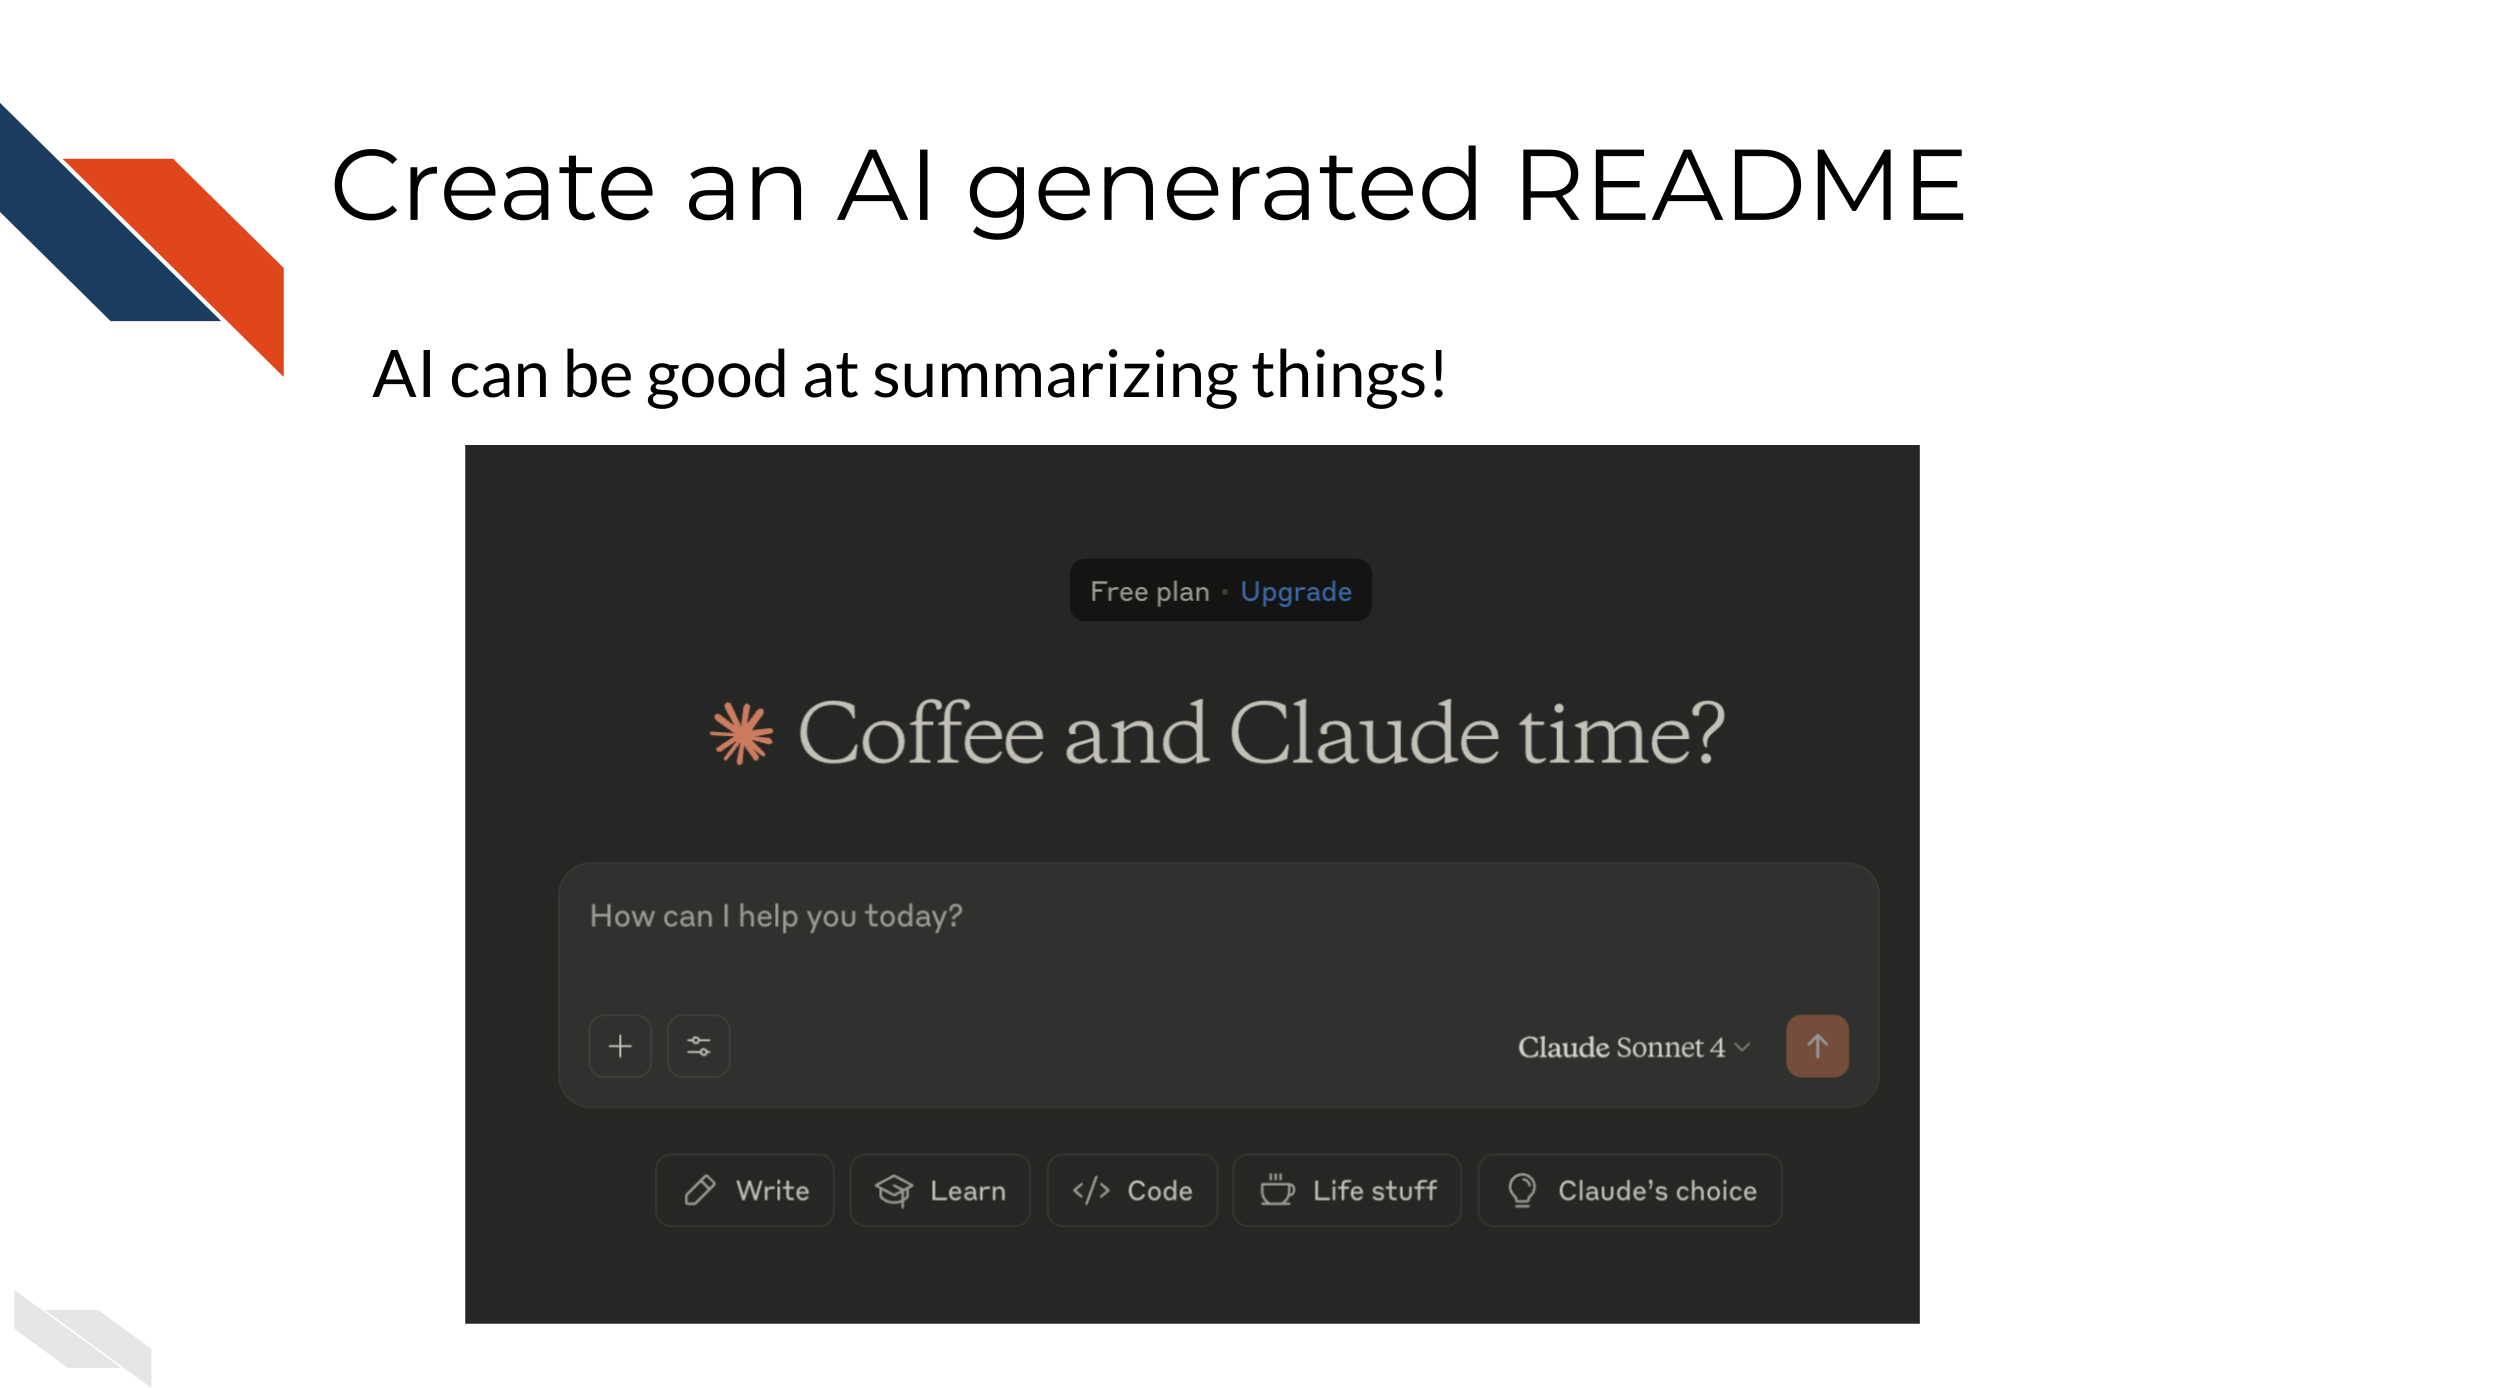 Create an AI generated README
AI can be good at summarizing things!
Free plan • Upgrade
Coffee and Claude time?
How can I help you today?
Claude Sonnet 4
Write
Learn
Code
Life stuff
Claude's choice